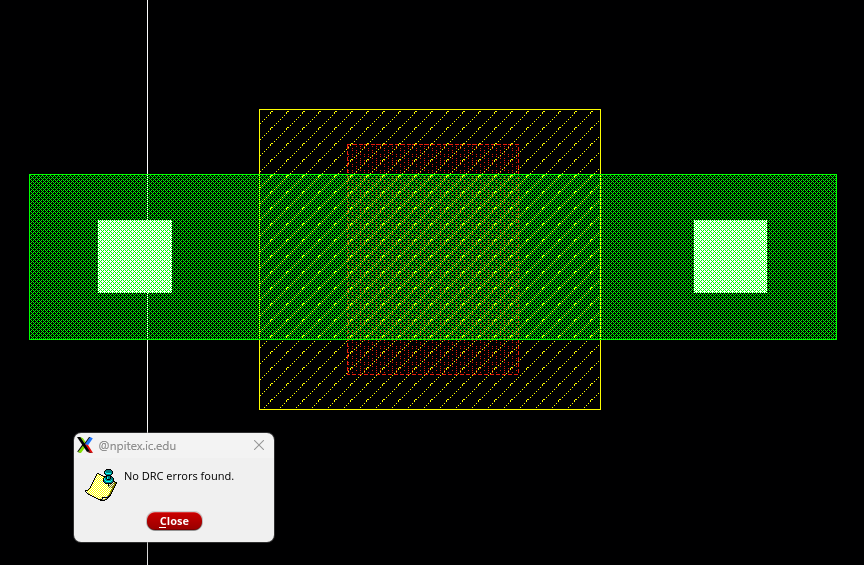 @npitex.ic.edu
No DRC errors found.
Close